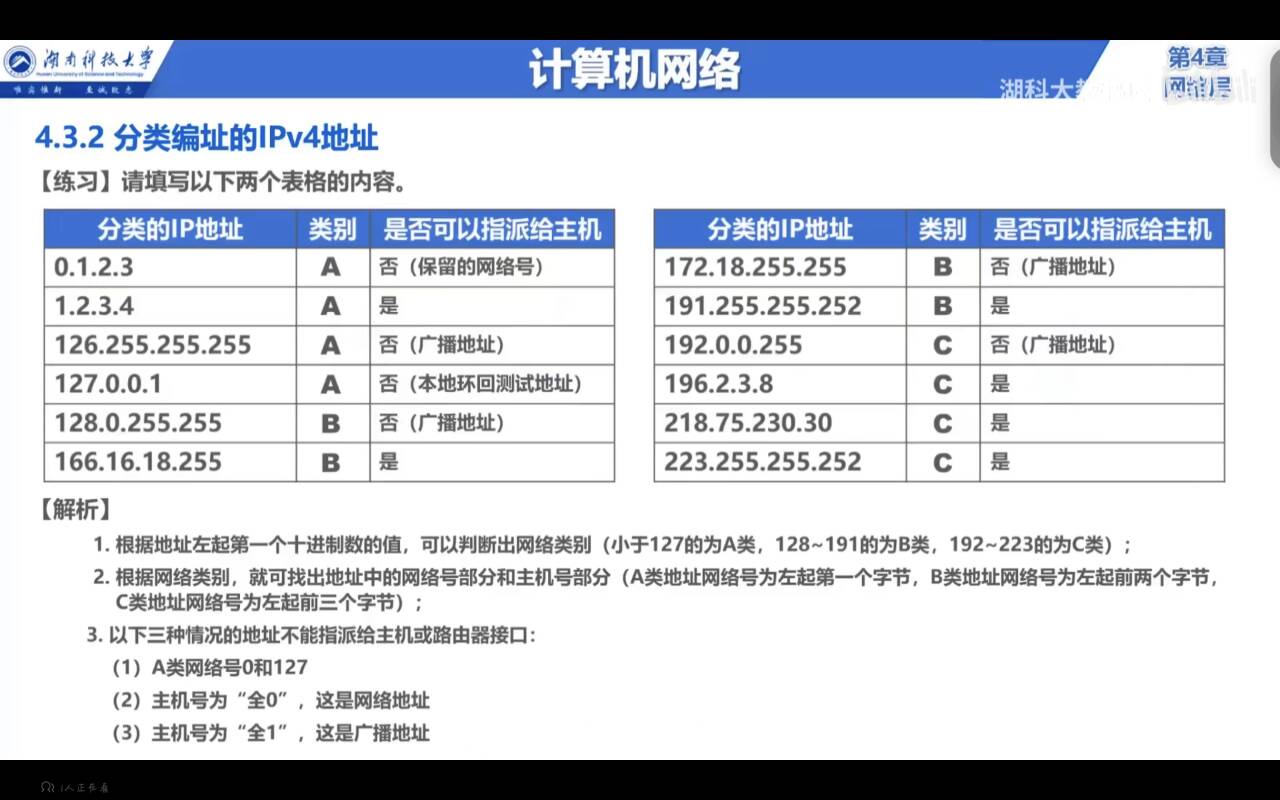 湖南科技大学
Hunan University of Science and Technology
唯实惟新 至诚致志
计算机网络
第4章
网络层
湖科大教
4.3.2 分类编址的IPv4地址
【练习】请填写以下两个表格的内容。
分类的IP地址 类别 是否可以指派给主机
0.1.2.3 A 否（保留的网络号）
1.2.3.4 A 是
126.255.255.255 A 否（广播地址）
127.0.0.1 A 否（本地环回测试地址）
128.0.255.255 B 否（广播地址）
166.16.18.255 B 是
分类的IP地址 类别 是否可以指派给主机
172.18.255.255 B 否（广播地址）
191.255.255.252 B 是
192.0.0.255 C 否（广播地址）
196.2.3.8 C 是
218.75.230.30 C 是
223.255.255.252 C 是
【解析】
1. 根据地址左起第一个十进制数的值，可以判断出网络类别（小于127的为A类，128~191的为B类，192~223的为C类）；
2. 根据网络类别，就可找出地址中的网络号部分和主机号部分（A类地址网络号为左起第一个字节，B类地址网络号为左起前两个字节，
C类地址网络号为左起前三个字节）；
3. 以下三种情况的地址不能指派给主机或路由器接口：
（1）A类网络号0和127
（2）主机号为“全0”，这是网络地址
（3）主机号为“全1”，这是广播地址
1人正在看